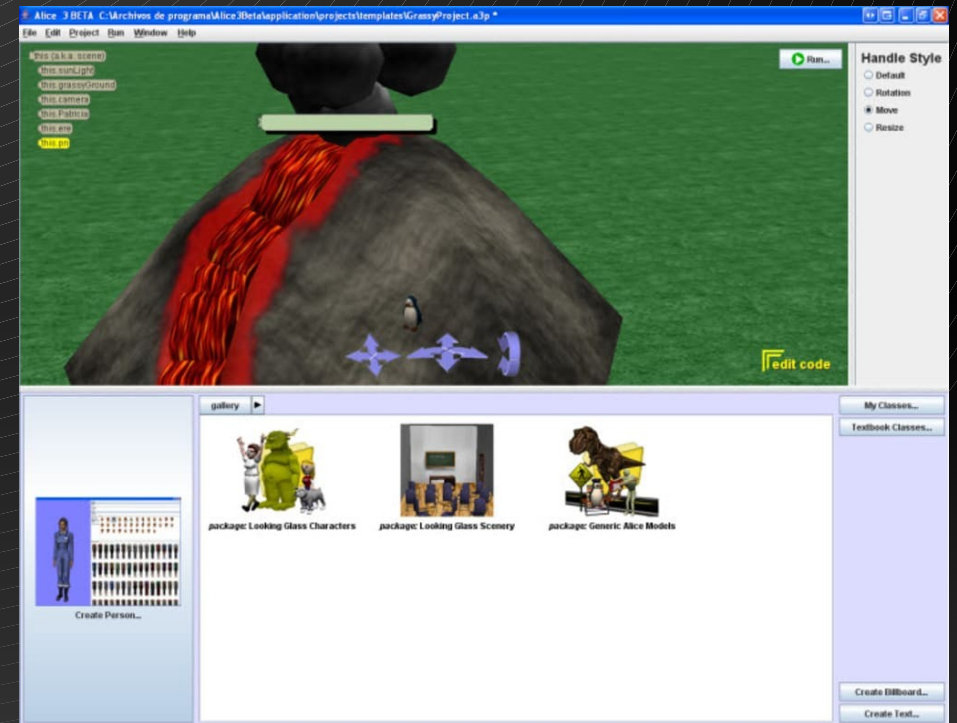 Alice 3 BETA C:\Archivos de programa\Alice3Beta\application\projects\templates\GrassyProject.a3p *
File Edit Project Run Window Help
this (a.k.a. scene)
this.sunLight
this.grassyGround
this.camera
this.Patricia
this.ere
this.pn
Run...
Handle Style
Default
Rotation
Move
Resize
edit code
gallery
My Classes...
Textbook Classes...
package: Looking Glass Characters
package: Looking Glass Scenery
package: Generic Alice Models
Create Person...
Create Billboard...
Create Text...